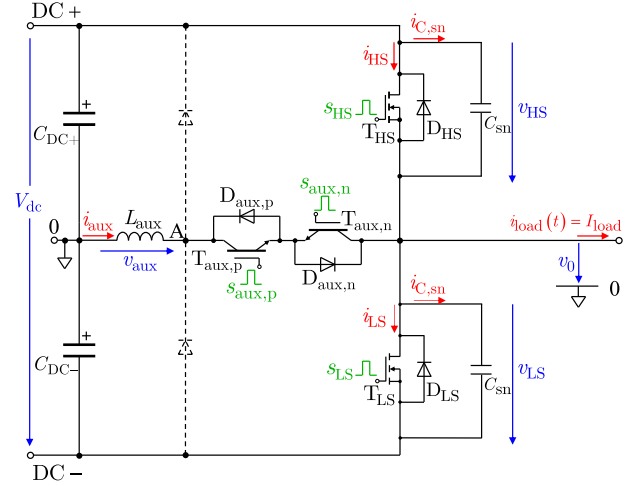 DC +
i_C,sn
i_HS
+
s_HS
C_DC+
T_HS
D_HS
C_sn
v_HS
V_dc
D_aux,p
s_aux,n
0
i_aux
L_aux
A
T_aux,n
i_load(t) = I_load
v_aux
T_aux,p
D_aux,n
v_0
s_aux,p
i_C,sn
0
i_LS
+
s_LS
C_DC−
T_LS
D_LS
C_sn
v_LS
DC −